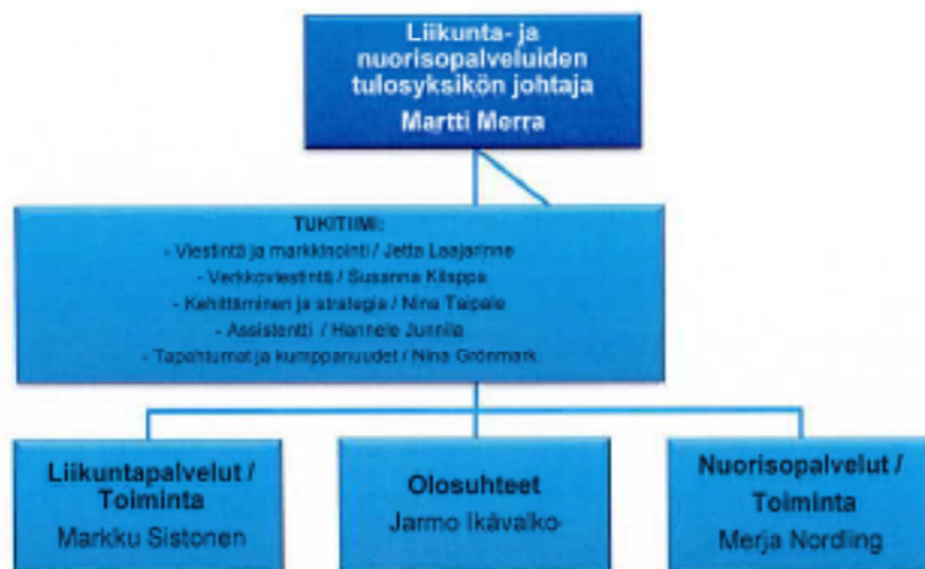 Liikunta- ja
nuorisopalveluiden
tulosyksikön johtaja
Martti Merra
TUKITIIMI:
- Viestintä ja markkinointi / Jetta Laajarinne
- Verkkoviestintä / Susanna Kilappa
- Kehittäminen ja strategia / Nina Taipale
- Assistentti / Hannele Junnila
- Tapahtumat ja kumppanuudet / Nina Grönmark
Liikuntapalvelut /
Toiminta
Markku Sistonen
Olosuhteet
Jarmo Ikävalko
Nuorisopalvelut /
Toiminta
Merja Nordling